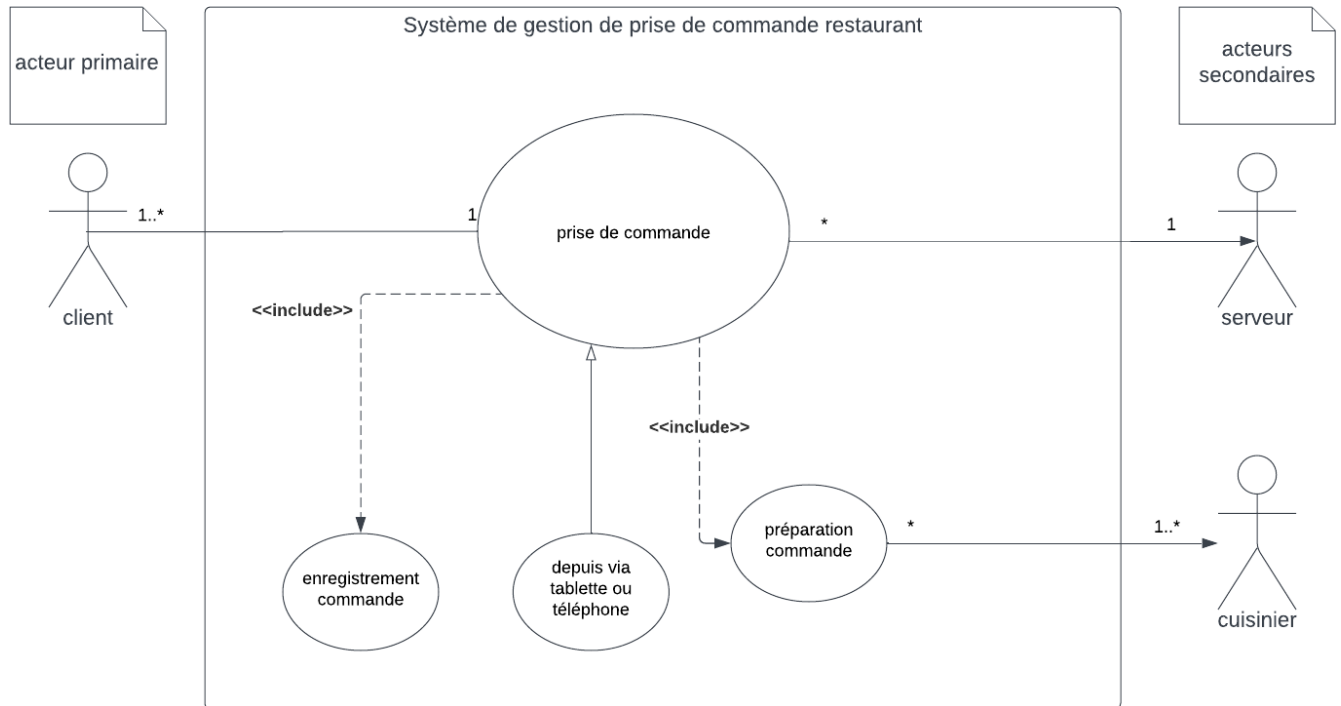 Système de gestion de prise de commande restaurant
acteur primaire
acteurs
secondaires
1..*
1
prise de commande
*
1
<<include>>
client
serveur
<<include>>
préparation
commande
*
1..*
enregistrement
commande
depuis via
tablette ou
téléphone
cuisinier